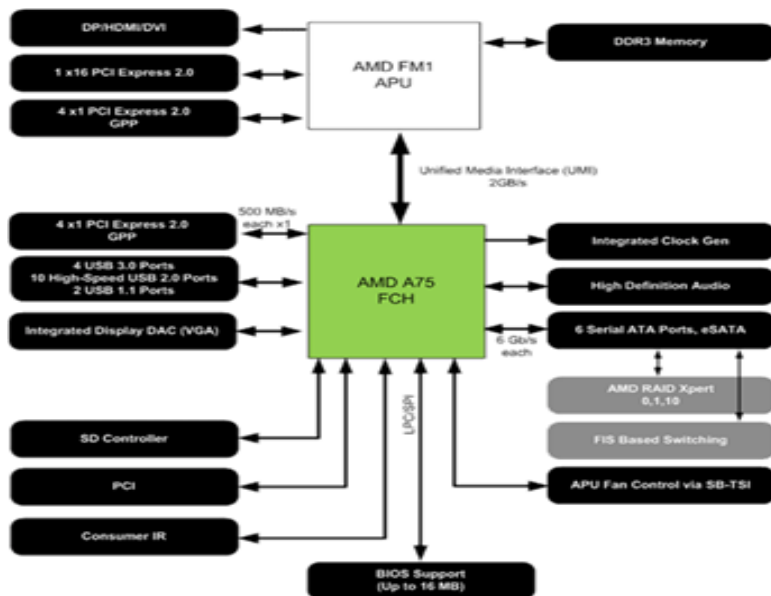 DP/HDMI/DVI
1 x16 PCI Express 2.0
4 x1 PCI Express 2.0
GPP
AMD FM1
APU
DDR3 Memory
Unified Media Interface (UMI)
2GB/s
4 x1 PCI Express 2.0
GPP
500 MB/s
each x1
4 USB 3.0 Ports
10 High-Speed USB 2.0 Ports
2 USB 1.1 Ports
Integrated Display DAC (VGA)
AMD A75
FCH
Integrated Clock Gen
High Definition Audio
6 Serial ATA Ports, eSATA
6 Gb/s
each
AMD RAID Xpert
0,1,10
FIS Based Switching
APU Fan Control via SB-TSI
SD Controller
PCI
Consumer IR
LPC/SPI
BIOS Support
(Up to 16 MB)